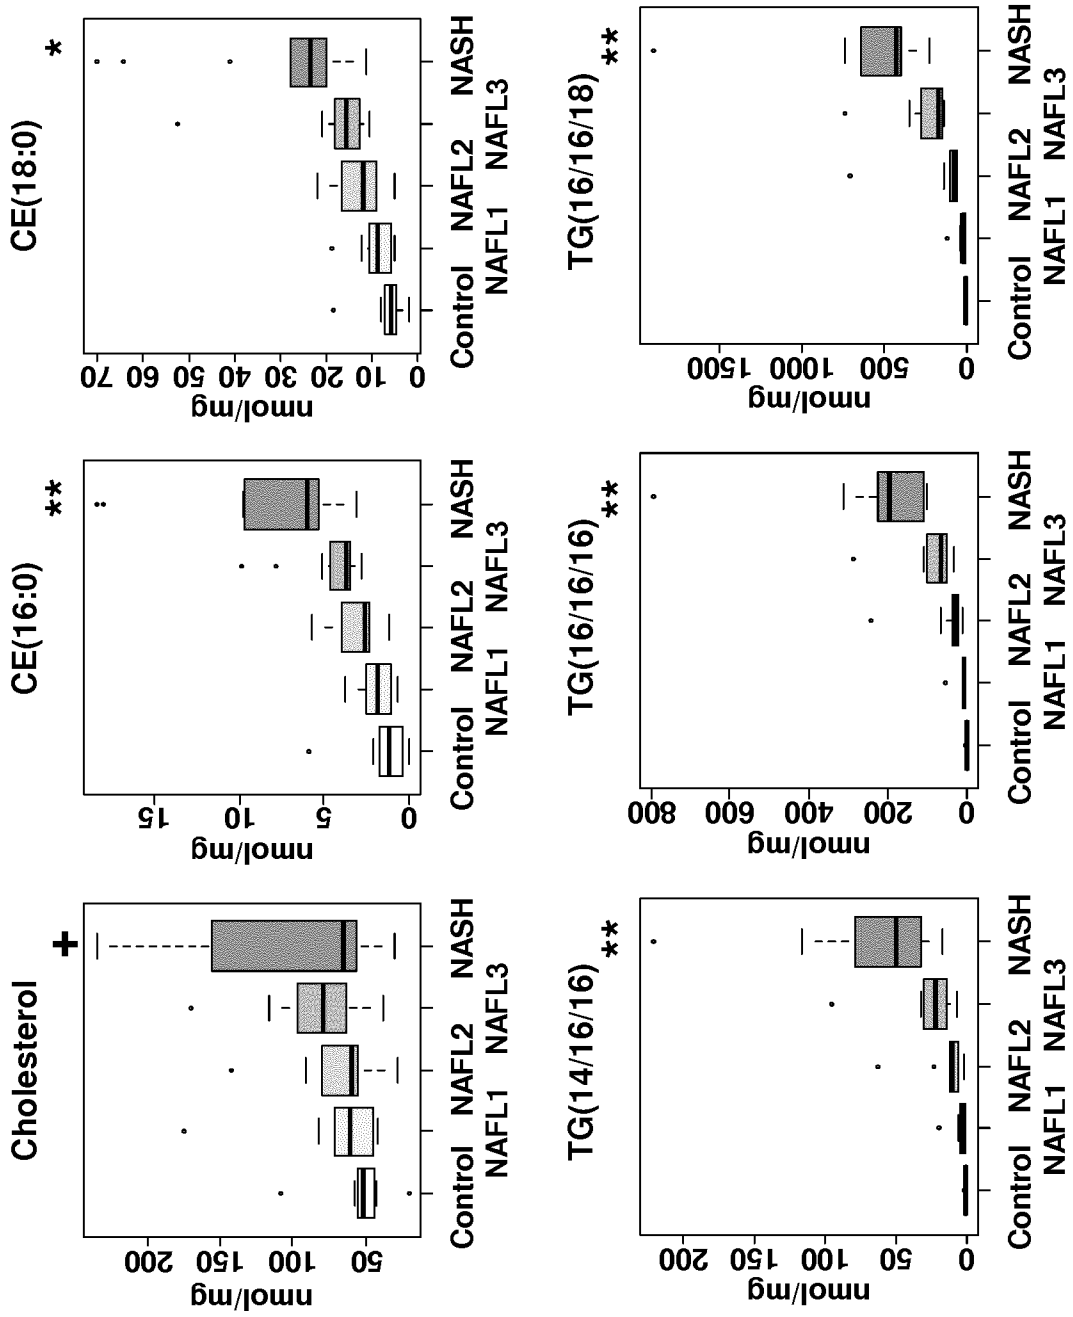 Cholesterol
+
nmol/mg
200
150
100
50
Control NAFL2 NASH
NAFL1 NAFL3
CE(16:0)
**
nmol/mg
15
10
5
0
Control NAFL2 NASH
NAFL1 NAFL3
CE(18:0)
*
nmol/mg
70
60
50
40
30
20
10
0
Control NAFL2 NASH
NAFL1 NAFL3
TG(14/16/16)
**
nmol/mg
200
150
100
50
0
Control NAFL2 NASH
NAFL1 NAFL3
TG(16/16/16)
**
nmol/mg
800
600
400
200
0
Control NAFL2 NASH
NAFL1 NAFL3
TG(16/16/18)
**
nmol/mg
1500
1000
500
0
Control NAFL2 NASH
NAFL1 NAFL3